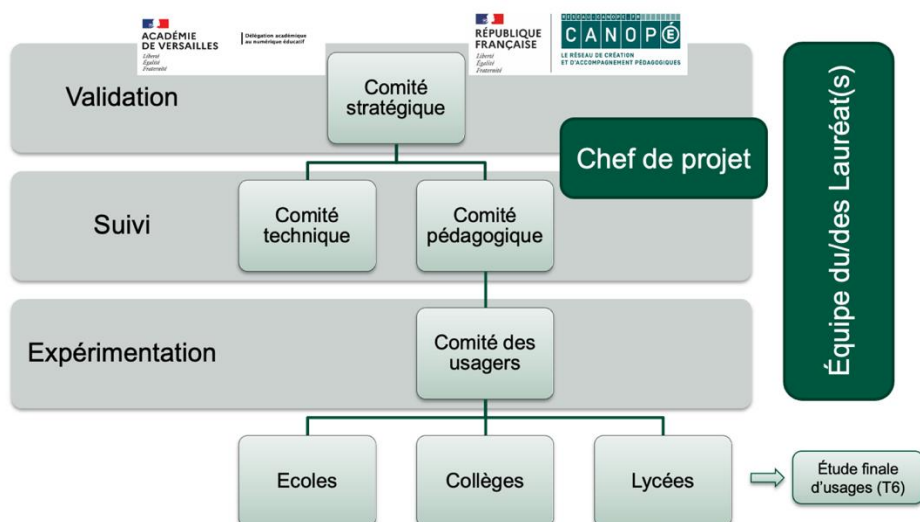 ACADÉMIE
DE VERSAILLES
Liberté
Égalité
Fraternité
Délégation académique
au numérique éducatif
RÉPUBLIQUE
FRANÇAISE
Liberté
Égalité
Fraternité
RÉSEAU CANOPÉ
CANOPÉ
LE RÉSEAU DE CRÉATION
ET D'ACCOMPAGNEMENT PÉDAGOGIQUES
Validation
Comité
stratégique
Chef de projet
Équipe du/des Lauréat(s)
Suivi
Comité
technique
Comité
pédagogique
Expérimentation
Comité des
usagers
Ecoles
Collèges
Lycées
Étude finale
d'usages (T6)